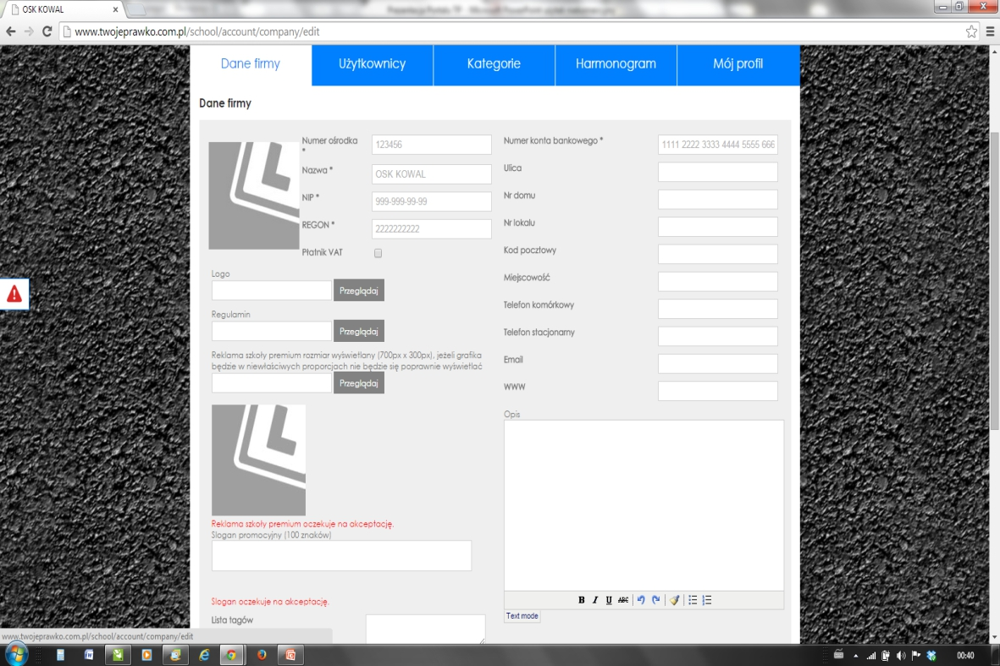 OSK KOWAL
www.twojeprawko.com.pl/school/account/company/edit
Dane firmy
Użytkownicy
Kategorie
Harmonogram
Mój profil
Dane firmy
Numer ośrodka
*
123456
Nazwa *
OSK KOWAL
NIP *
999-999-99-99
REGON *
2222222222
Płatnik VAT
Logo
Przeglądaj
Regulamin
Przeglądaj
Reklama szkoły premium rozmiar wyświetlany (700px x 300px), jeżeli grafika
będzie w niewłaściwych proporcjach nie będzie się poprawnie wyświetlać
Przeglądaj
Reklama szkoły premium oczekuje na akceptację.
Slogan promocyjny (100 znaków)
Slogan oczekuje na akceptację.
Lista tagów
Numer konta bankowego *
1111 2222 3333 4444 5555 666
Ulica
Nr domu
Nr lokalu
Kod pocztowy
Miejscowość
Telefon komórkowy
Telefon stacjonarny
Email
WWW
Opis
B I U ABC
Text mode
www.twojeprawko.com.pl/school/account/company/edit
00:40